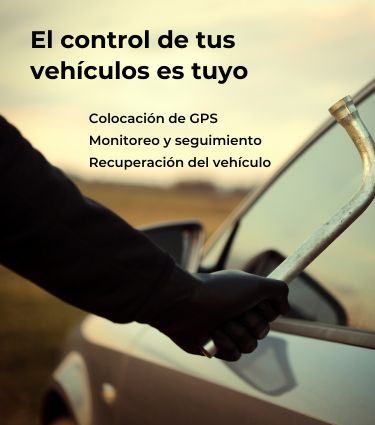 El control de tus
vehículos es tuyo
Colocación de GPS
Monitoreo y seguimiento
Recuperación del vehículo